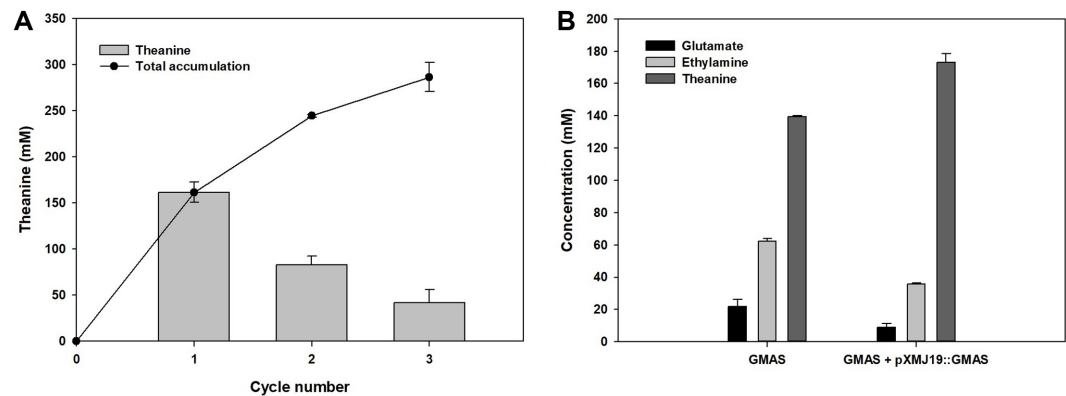 A
Theanine (mM)
350
300
250
200
150
100
50
0
Theanine
Total accumulation
0 1 2 3
Cycle number
B
Concentration (mM)
200
180
160
140
120
100
80
60
40
20
0
Glutamate
Ethylamine
Theanine
GMAS GMAS + pXMJ19::GMAS